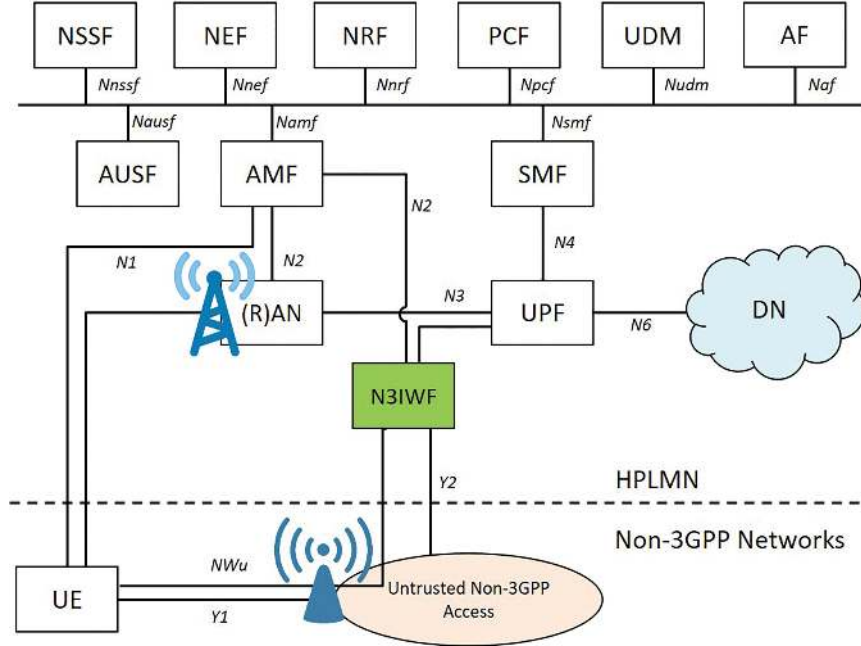 NSSF
NEF
NRF
PCF
UDM
AF
Nnssf
Nnef
Nnrf
Npcf
Nudm
Naf
Nausf
Namf
Nsmf
AUSF
AMF
SMF
N2
N1
N2
N4
(R)AN
N3
UPF
N6
DN
N3IWF
Y2
HPLMN
Non-3GPP Networks
NWu
UE
Y1
Untrusted Non-3GPP
Access